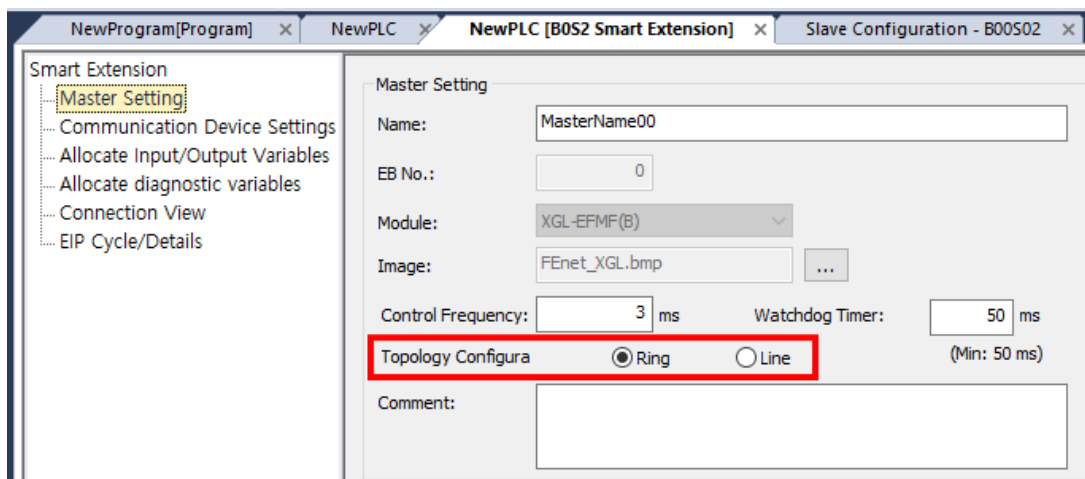 NewProgram[Program] × NewPLC × NewPLC [B0S2 Smart Extension] × Slave Configuration - B00S02 ×
Smart Extension
Master Setting
Communication Device Settings
Allocate Input/Output Variables
Allocate diagnostic variables
Connection View
EIP Cycle/Details
Master Setting
Name: MasterName00
EB No.: 0
Module: XGL-EFMF(B)
Image: FEnet_XGL.bmp ...
Control Frequency: 3 ms Watchdog Timer: 50 ms
Topology Configura Ring Line (Min: 50 ms)
Comment: